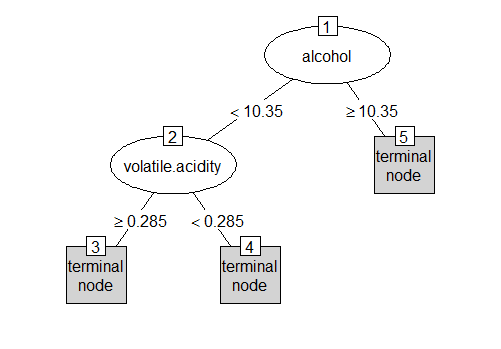 1
alcohol
< 10.35
≥ 10.35
2
volatile.acidity
5
terminal
node
≥ 0.285
< 0.285
3
terminal
node
4
terminal
node